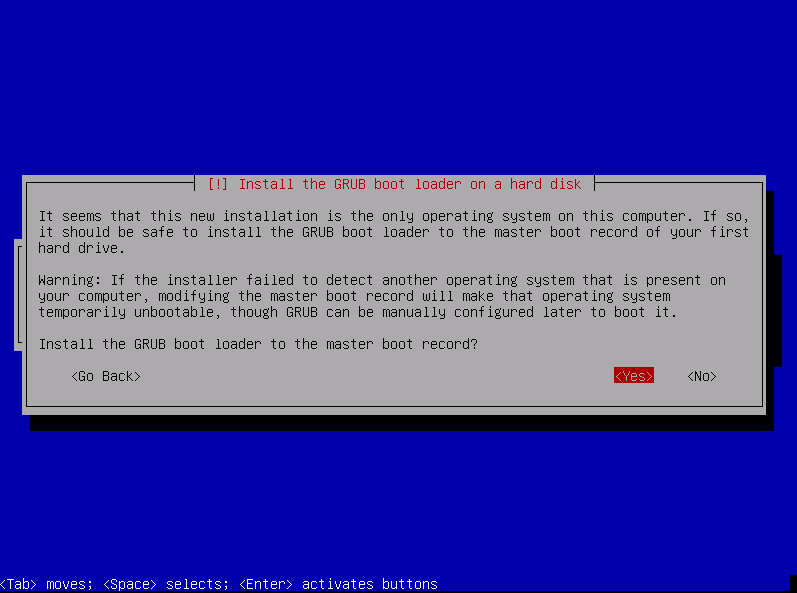 [!] Install the GRUB boot loader on a hard disk
It seems that this new installation is the only operating system on this computer. If so,
it should be safe to install the GRUB boot loader to the master boot record of your first
hard drive.
Warning: If the installer failed to detect another operating system that is present on
your computer, modifying the master boot record will make that operating system
temporarily unbootable, though GRUB can be manually configured later to boot it.
Install the GRUB boot loader to the master boot record?
<Go Back> <Yes> <No>
<Tab> moves; <Space> selects; <Enter> activates buttons